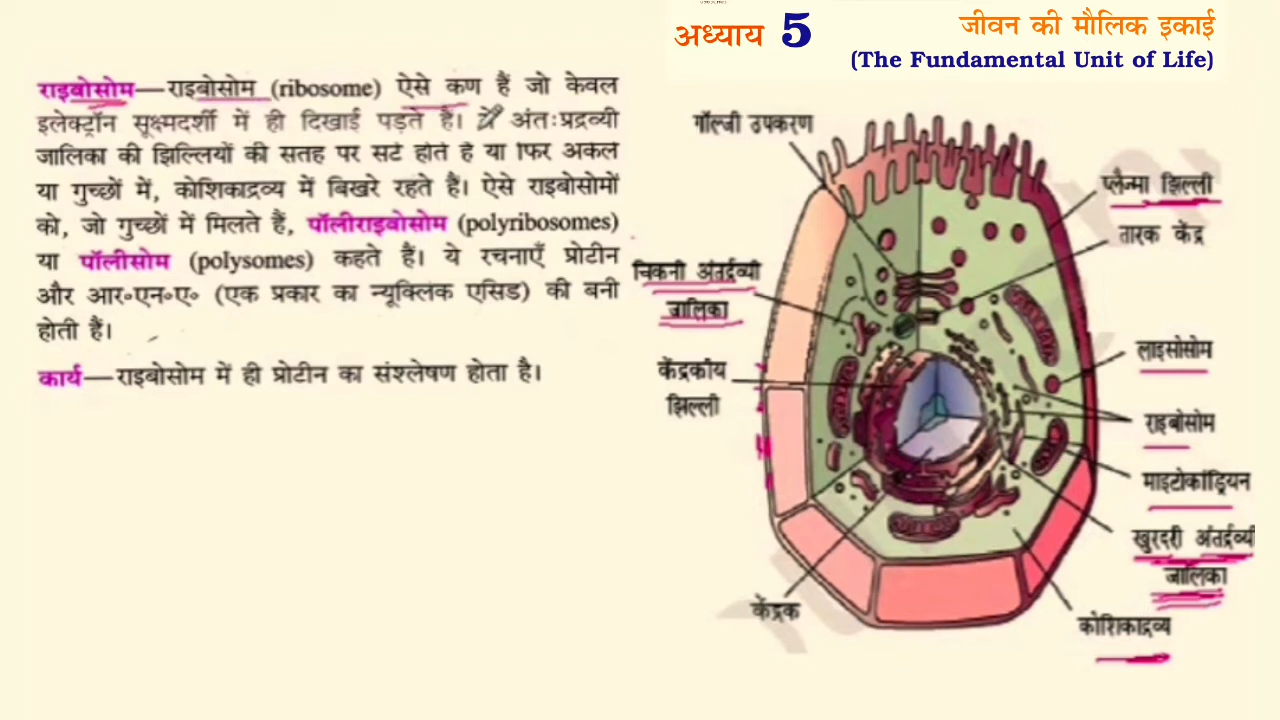 अध्याय 5
जीवन की मौलिक इकाई
(The Fundamental Unit of Life)
राइबोसोम—राइबोसोम (ribosome) ऐसे कण हैं जो केवल
इलेक्ट्रॉन सूक्ष्मदर्शी में ही दिखाई पड़ते हैं। ये अंतःप्रद्रव्यी
जालिका की झिल्लियों की सतह पर सटे होते हैं या फिर अकेले
या गुच्छों में, कोशिकाद्रव्य में बिखरे रहते हैं। ऐसे राइबोसोमों
को, जो गुच्छों में मिलते हैं, पॉलीराइबोसोम (polyribosomes)
या पॉलीसोम (polysomes) कहते हैं। ये रचनाएँ प्रोटीन
और आर॰एन॰ए॰ (एक प्रकार का न्यूक्लिक एसिड) की बनी
होती हैं।
कार्य—राइबोसोम में ही प्रोटीन का संश्लेषण होता है।
गॉल्जी उपकरण
प्लैज्मा झिल्ली
तारक केंद्र
चिकनी अंतर्द्रव्यी
जालिका
लाइसोसोम
केंद्रकीय
झिल्ली
राइबोसोम
माइटोकांड्रियन
खुरदरी अंतर्द्रव्यी
जालिका
केंद्रक
कोशिकाद्रव्य